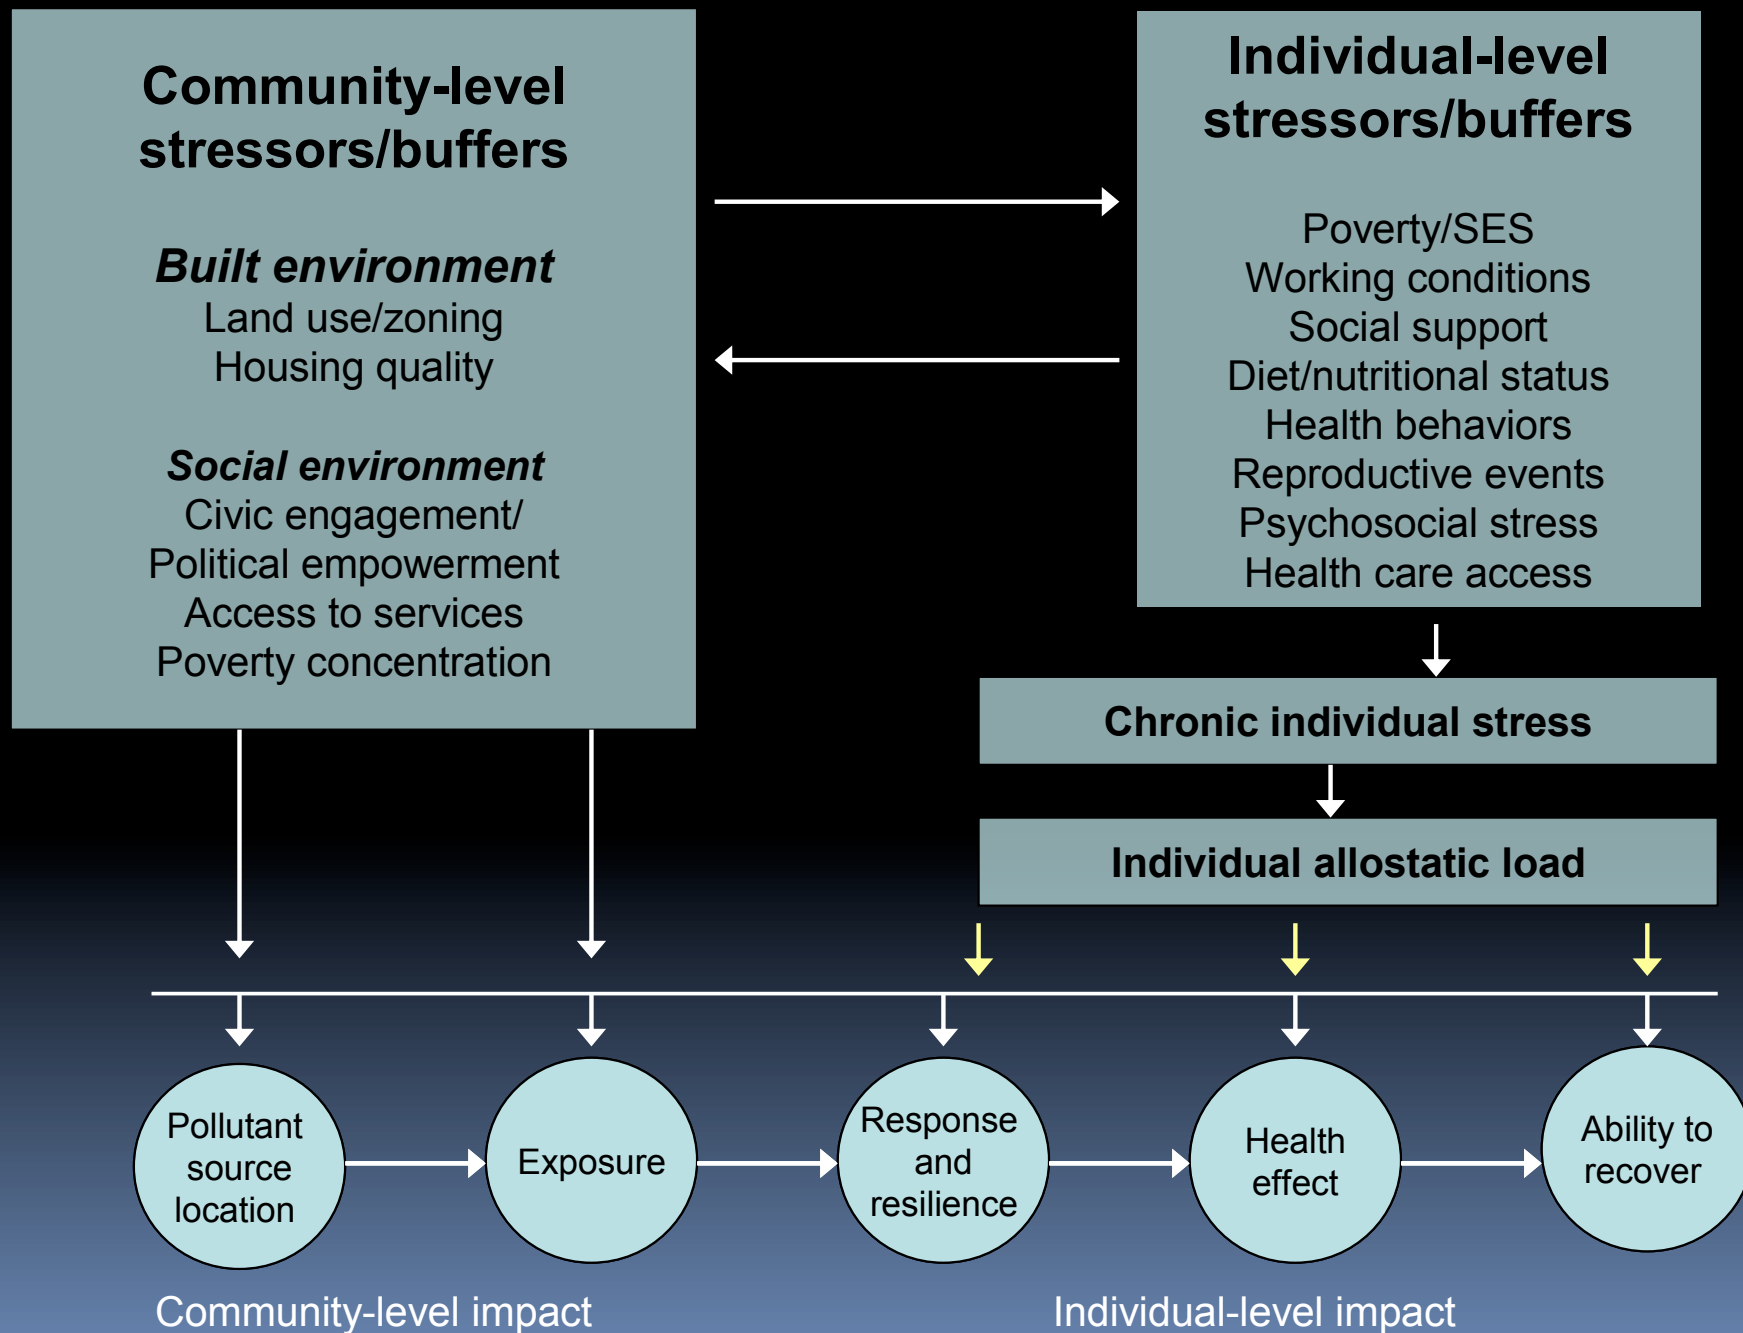 Community-level
stressors/buffers
Built environment
Land use/zoning
Housing quality
Social environment
Civic engagement/
Political empowerment
Access to services
Poverty concentration
Individual-level
stressors/buffers
Poverty/SES
Working conditions
Social support
Diet/nutritional status
Health behaviors
Reproductive events
Psychosocial stress
Health care access
Chronic individual stress
Individual allostatic load
Pollutant
source
location
Exposure
Response
and
resilience
Health
effect
Ability to
recover
Community-level impact
Individual-level impact